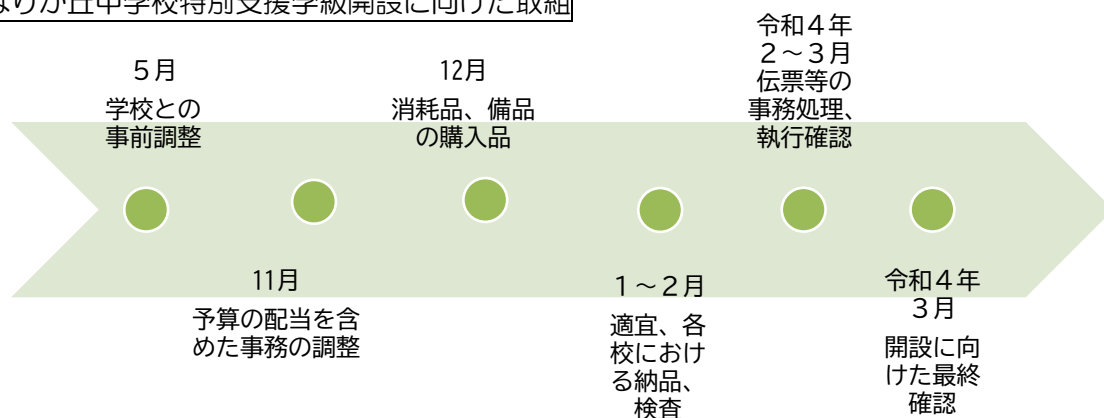 が丘中学校特別支援学級開設に向けた取組
５月
学校との
事前調整
11月
予算の配当を含
めた事務の調整
12月
消耗品、備品
の購入品
１～２月
適宜、各
校におけ
る納品、
検査
令和４年
２～３月
伝票等の
事務処理、
執行確認
令和４年
３月
開設に向
けた最終
確認